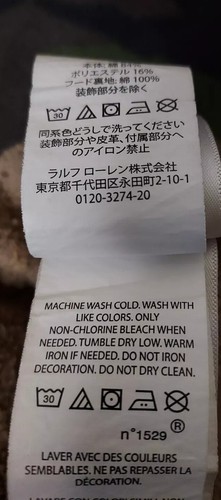 本体: 綿 84%
ポリエステル 16%
フード裏地: 綿 100%
装飾部分を除く
30
同系色どうしで洗ってください
装飾部分や皮革、付属部分への
アイロン禁止
ラルフ ローレン株式会社
東京都千代田区永田町2-10-1
0120-3274-20
MACHINE WASH COLD. WASH WITH
LIKE COLORS. ONLY
NON-CHLORINE BLEACH WHEN
NEEDED. TUMBLE DRY LOW. WARM
IRON IF NEEDED. DO NOT IRON
DECORATION. DO NOT DRY CLEAN.
30
n°1529®
LAVER AVEC DES COULEURS
SEMBLABLES. NE PAS REPASSER LA
DÉCORATION.